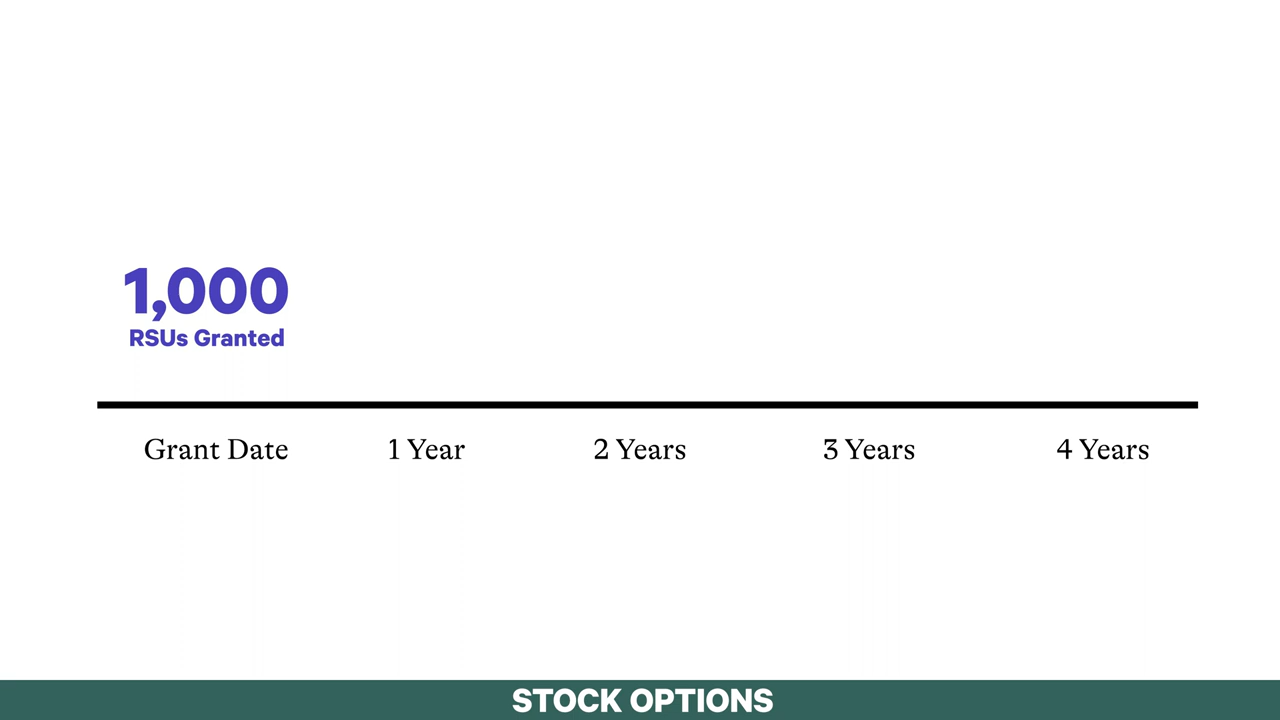 1,000
RSUs Granted
Grant Date 1 Year 2 Years 3 Years 4 Years
STOCK OPTIONS